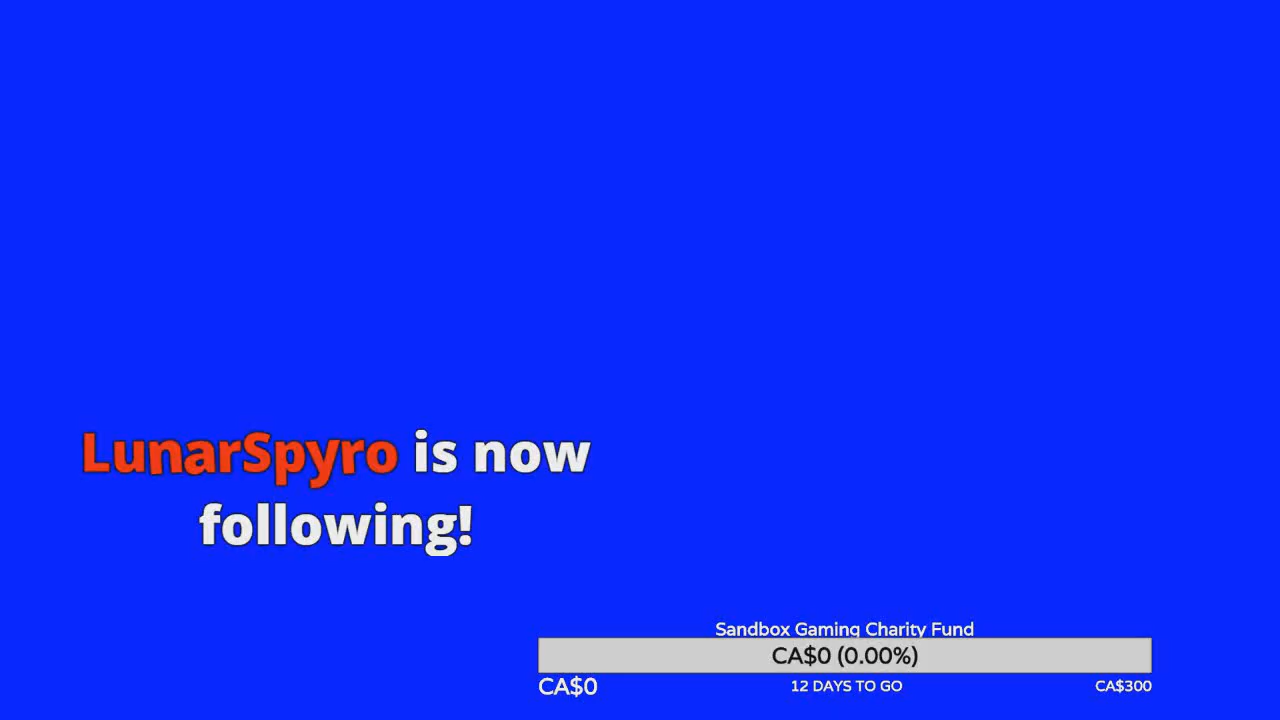 LunarSpyro is now
following!
Sandbox Gaming Charity Fund
CA$0 (0.00%)
CA$0 12 DAYS TO GO CA$300